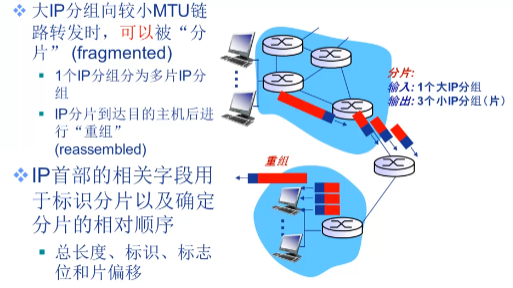 大IP分组向较小MTU链
路转发时,可以被“分
片” (fragmented)
1个IP分组分为多片IP分
组
IP分片到达目的主机后进
行“重组”
(reassembled)
IP首部的相关字段用
于标识分片以及确定
分片的相对顺序
总长度、标识、标志
位和片偏移
分片:
输入: 1个大IP分组
输出: 3个小IP分组(片)
重组